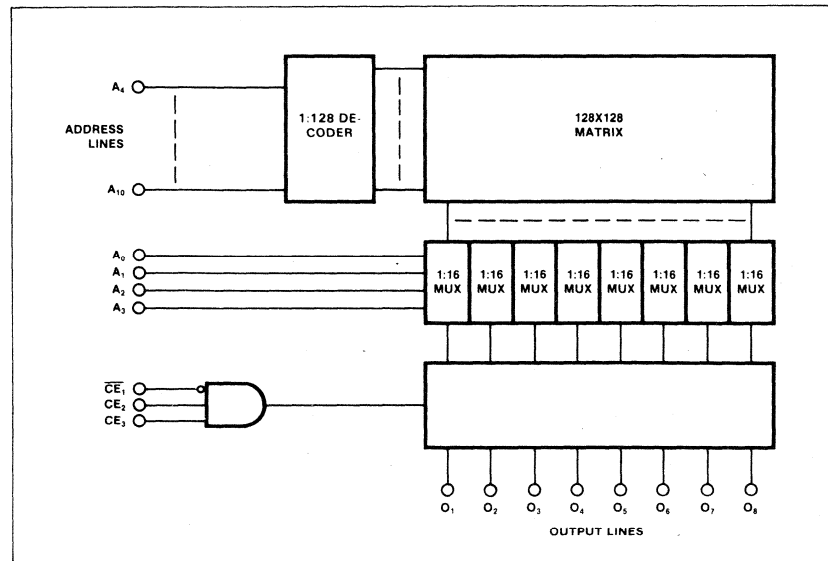 A₄
ADDRESS
LINES
A₁₀
1:128 DE-
CODER
128X128
MATRIX
A₀
A₁
A₂
A₃
1:16
MUX
1:16
MUX
1:16
MUX
1:16
MUX
1:16
MUX
1:16
MUX
1:16
MUX
1:16
MUX
C̅E̅₁
CE₂
CE₃
O₁ O₂ O₃ O₄ O₅ O₆ O₇ O₈
OUTPUT LINES